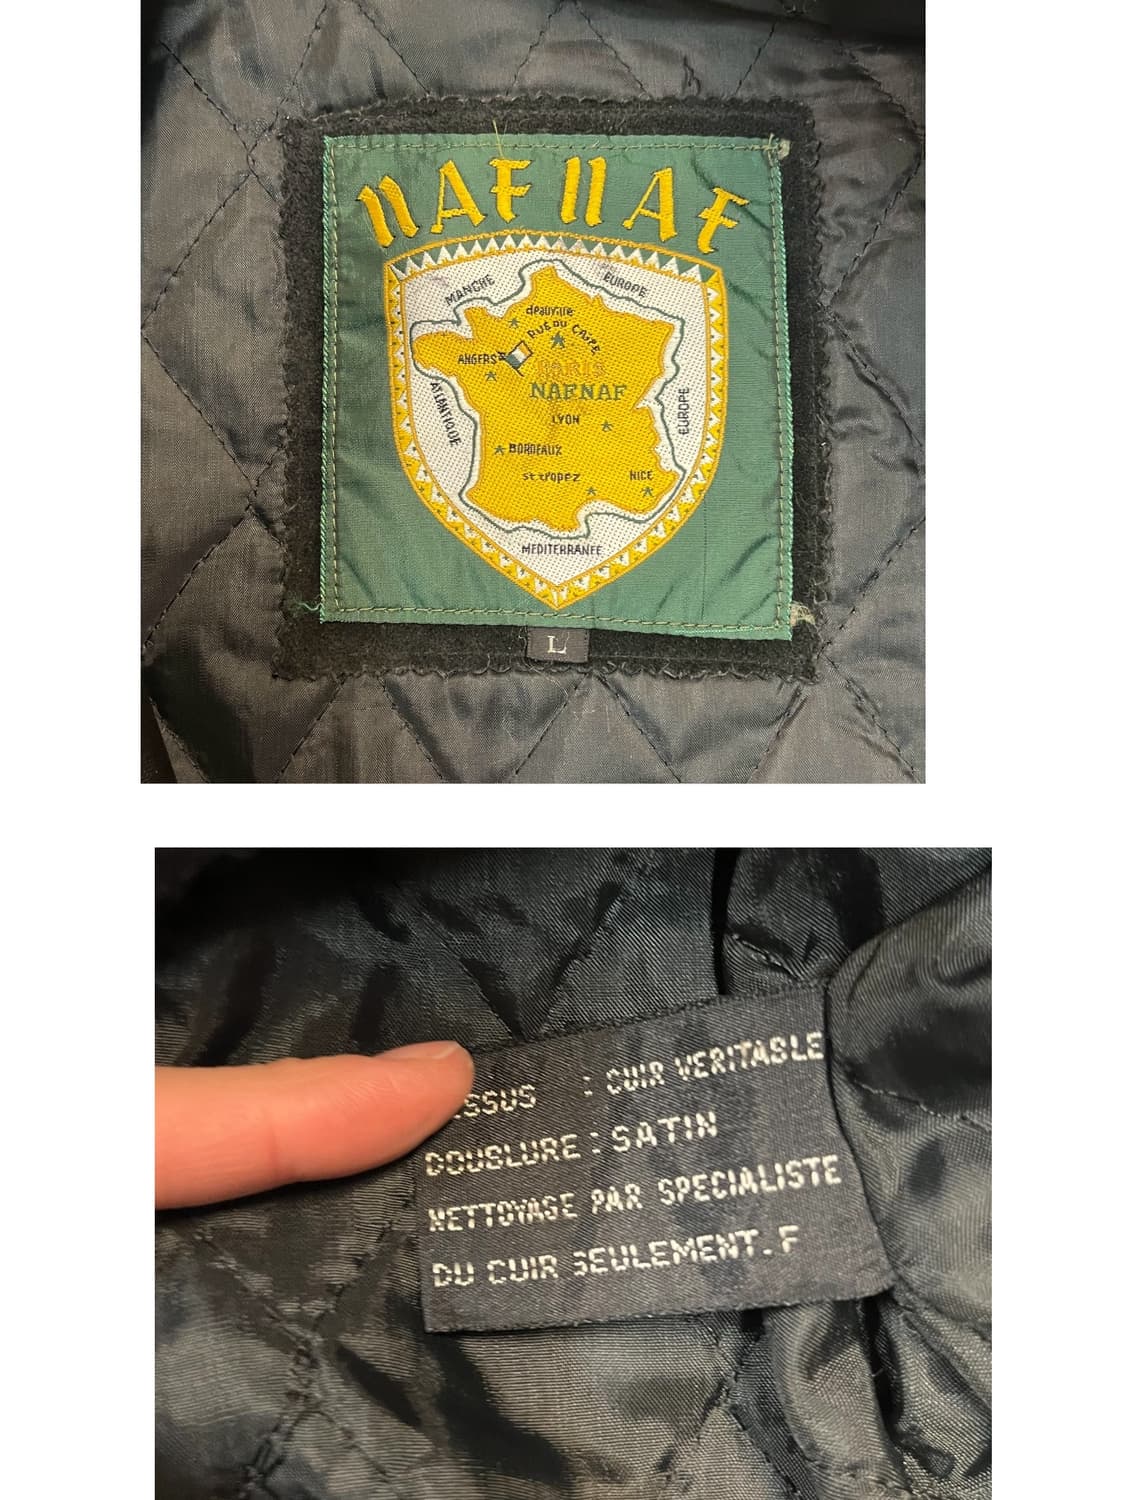 NAF NAF
MANCHE
EUROPE
deauville
RUE DU CAIRE
ANGERS
PARIS
NAFNAF
ATLANTIQUE
EUROPE
LYON
BORDEAUX
st tropez
NICE
MEDITERRANEE
L
SSUS : CUIR VERITABLE
DOUBLURE : SATIN
NETTOYAGE PAR SPECIALISTE
DU CUIR SEULEMENT. F